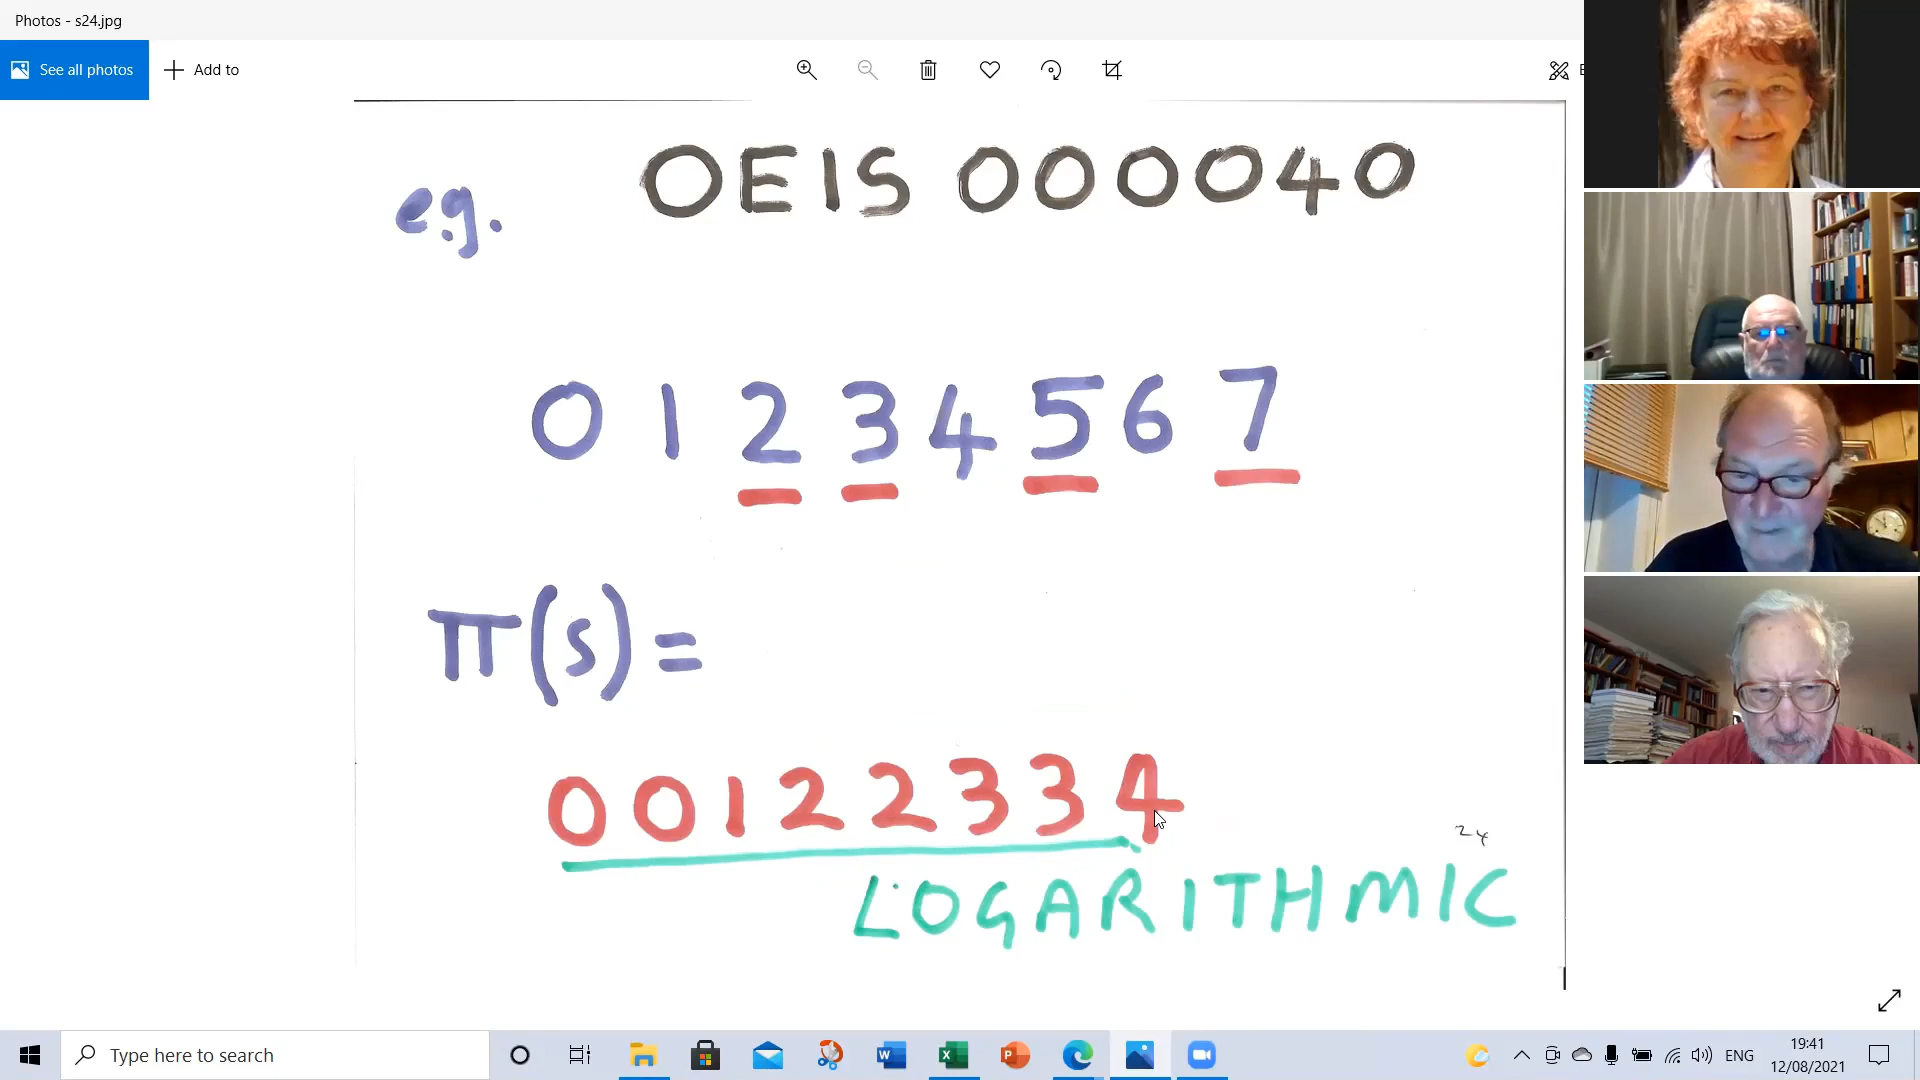 Photos - s24.jpg
See all photos
Add to
OEIS 000040
e.g.
0 1 2 3 4 5 6 7
π(s) =
0 0 1 2 2 3 3 4
24
LOGARITHMIC
Type here to search
ENG
19:41
12/08/2021